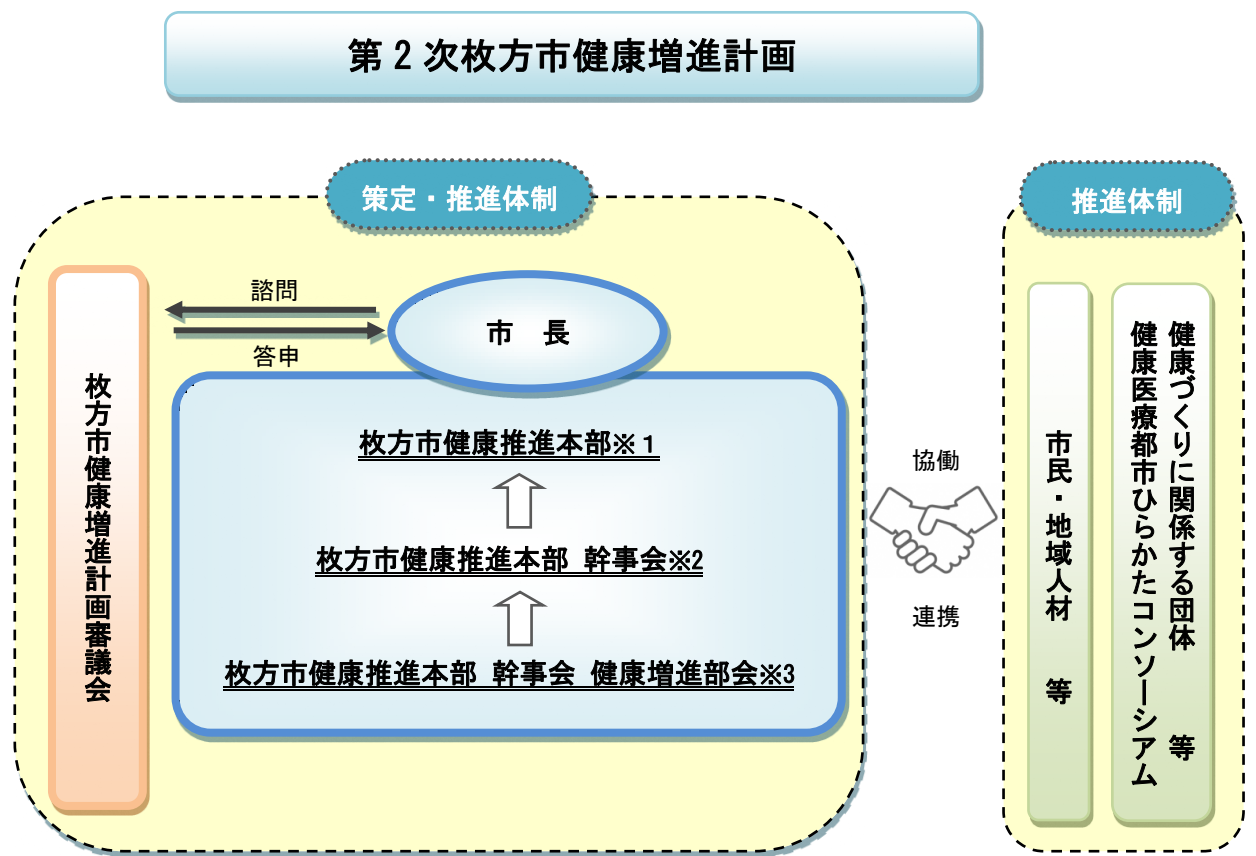 第２次枚方市健康増進計画
策定・推進体制
推進体制
諮問
答申
市　長
枚方市健康増進計画審議会
枚方市健康推進本部※１
枚方市健康推進本部 幹事会※2
枚方市健康推進本部 幹事会 健康増進部会※3
協働
連携
市民・地域人材　等
健康づくりに関係する団体　等
健康医療都市ひらかたコンソーシアム